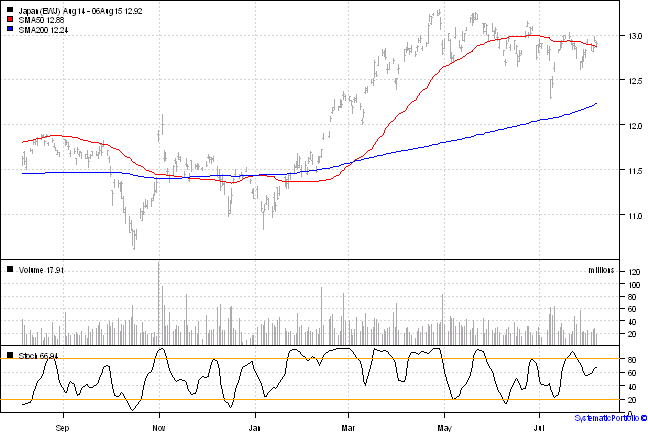 Japan (EWJ) Aug14 - 06Aug15 12.92
SMA50 12.88
SMA200 12.24
13.0
12.5
12.0
11.5
11.0
Volume 17.91
millions
120
100
80
60
40
20
Stoch 66.94
80
60
40
20
0
Sep
Nov
Jan
Mar
May
Jul
SystematicPortfolio ©